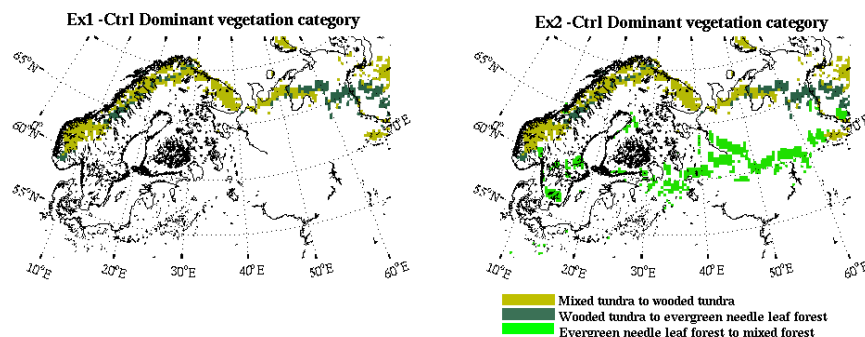 Ex1 -Ctrl Dominant vegetation category
Ex2 -Ctrl Dominant vegetation category
65°N
60°N
55°N
10°E
20°E
30°E
40°E
50°E
60°E
65°N
60°N
55°N
10°E
20°E
30°E
40°E
50°E
60°E
70°E
Mixed tundra to wooded tundra
Wooded tundra to evergreen needle leaf forest
Evergreen needle leaf forest to mixed forest